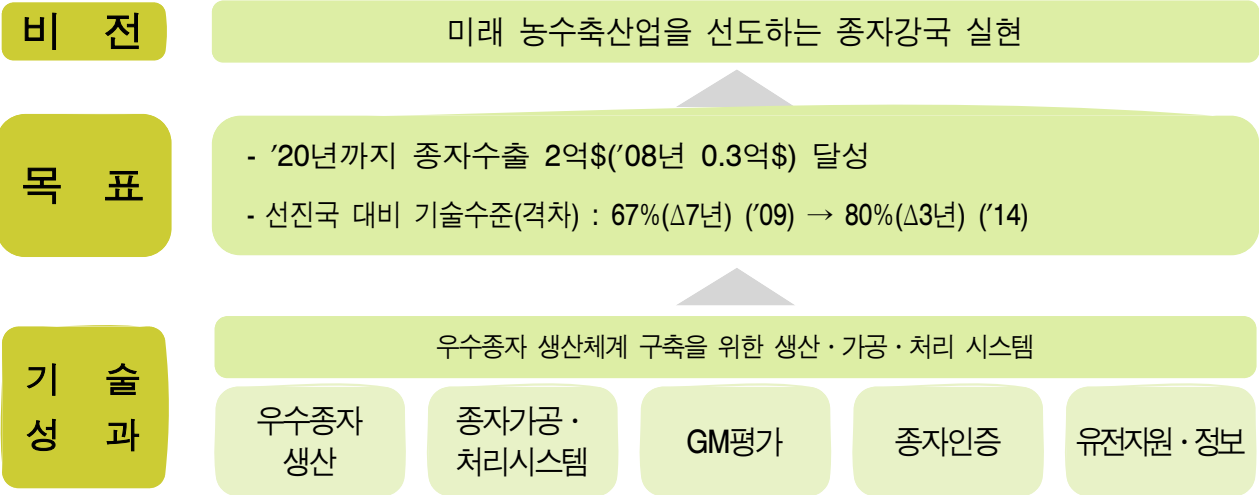 비 전
미래 농수축산업을 선도하는 종자강국 실현
목 표
- ′20년까지 종자수출 2억$(′08년 0.3억$) 달성
- 선진국 대비 기술수준(격차) : 67%(Δ7년) (′09) → 80%(Δ3년) (′14)
기 술
성 과
우수종자 생산체계 구축을 위한 생산·가공·처리 시스템
우수종자
생산
종자가공·
처리시스템
GM평가
종자인증
유전자원·정보